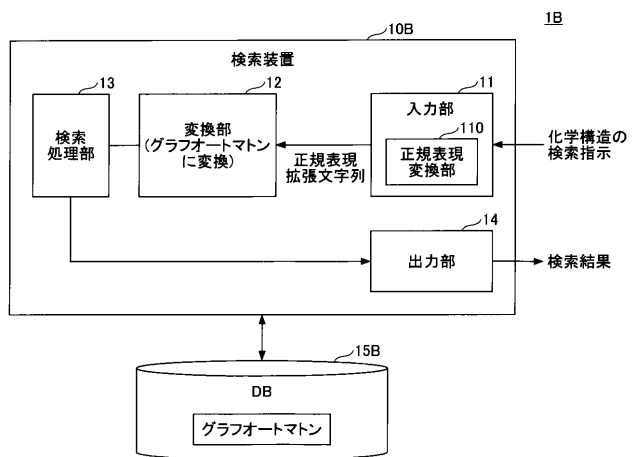 1B
10B
検索装置
13
検索
処理部
12
変換部
(グラフオートマトン
に変換)
正規表現
拡張文字列
11
入力部
110
正規表現
変換部
化学構造の
検索指示
14
出力部
検索結果
15B
DB
グラフオートマトン